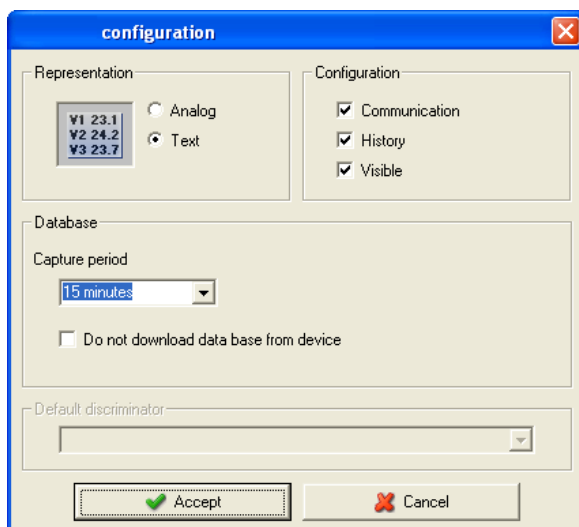 configuration
Representation
V1 23.1
V2 24.2
V3 23.7
Analog
Text
Configuration
Communication
History
Visible
Database
Capture period
15 minutes
Do not download data base from device
Default discriminator
Accept
Cancel